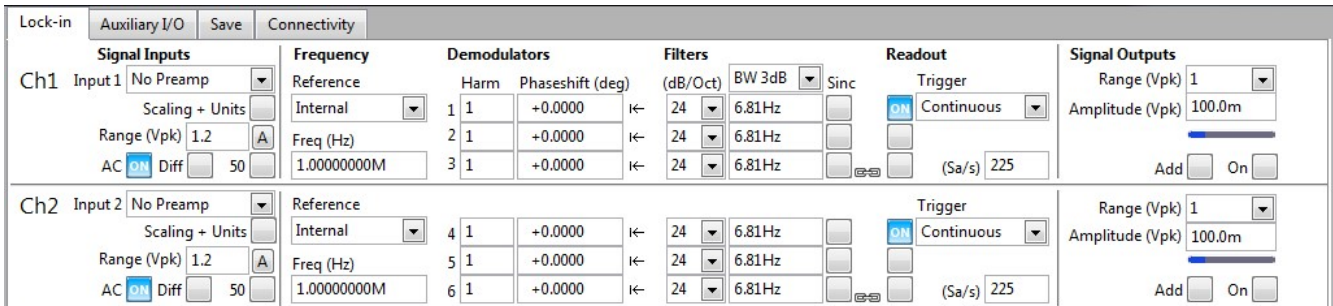 Lock-in Auxiliary I/O Save Connectivity
Signal Inputs Frequency Demodulators Filters Readout Signal Outputs
Ch1 Input 1 No Preamp Reference Harm Phaseshift (deg) (dB/Oct) BW 3dB Sinc Trigger Range (Vpk) 1
Scaling + Units Internal 1 1 +0.0000 24 6.81Hz ON Continuous Amplitude (Vpk) 100.0m
Range (Vpk) 1.2 A Freq (Hz) 2 1 +0.0000 24 6.81Hz
AC ON Diff 50 1.00000000M 3 1 +0.0000 24 6.81Hz (Sa/s) 225 Add On
Ch2 Input 2 No Preamp Reference Trigger Range (Vpk) 1
Scaling + Units Internal 4 1 +0.0000 24 6.81Hz ON Continuous Amplitude (Vpk) 100.0m
Range (Vpk) 1.2 A Freq (Hz) 5 1 +0.0000 24 6.81Hz
AC ON Diff 50 1.00000000M 6 1 +0.0000 24 6.81Hz (Sa/s) 225 Add On